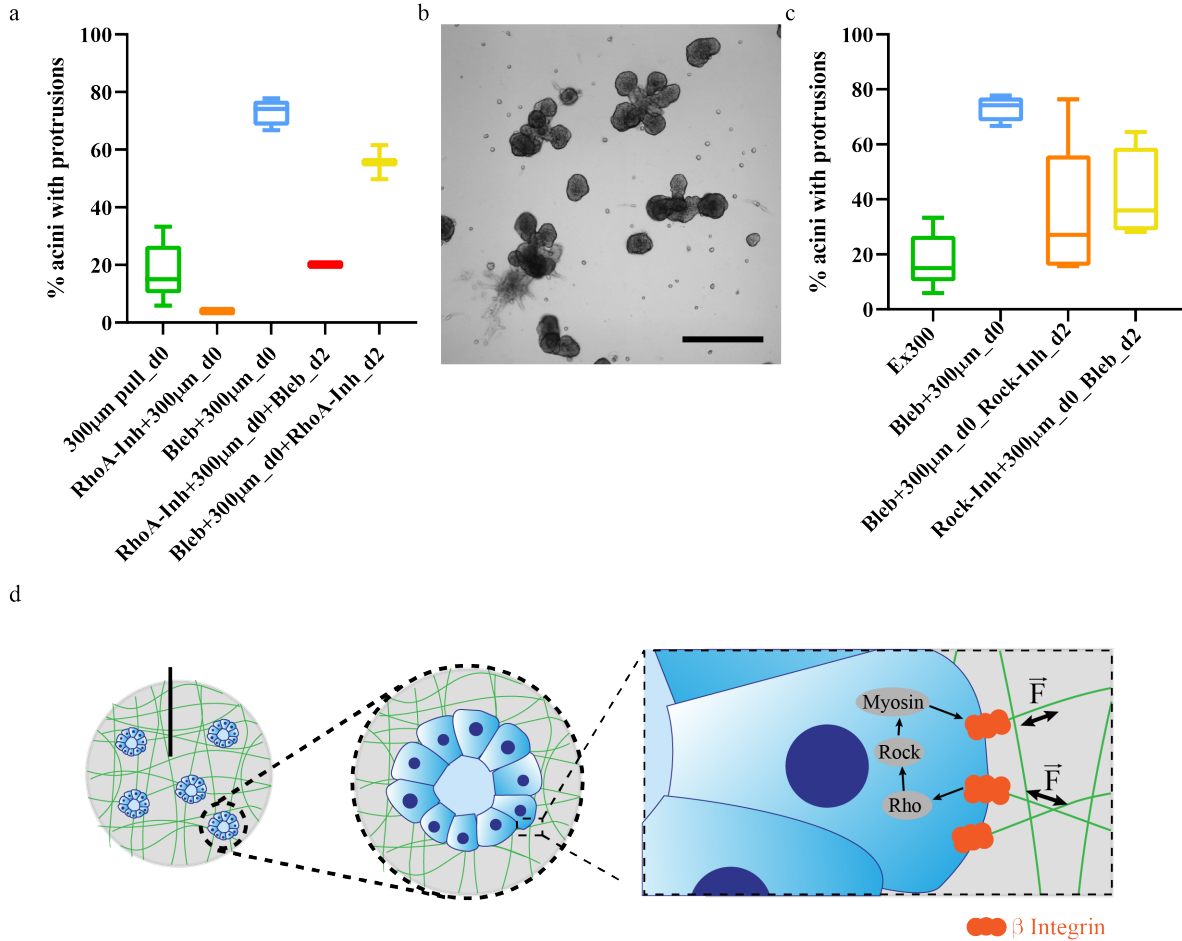 a
% acini with protrusions
100
80
60
40
20
0
300μm pull_d0
RhoA-Inh+300μm_d0
Bleb+300μm_d0
RhoA-Inh+300μm_d0+Bleb_d2
Bleb+300μm_d0+RhoA-Inh_d2
b
c
% acini with protrusions
100
80
60
40
20
0
Ex300
Bleb+300μm_d0
Bleb+300μm_d0_Rock-Inh_d2
Rock-Inh+300μm_d0_Bleb_d2
d
Myosin
Rock
Rho
F
F
β Integrin